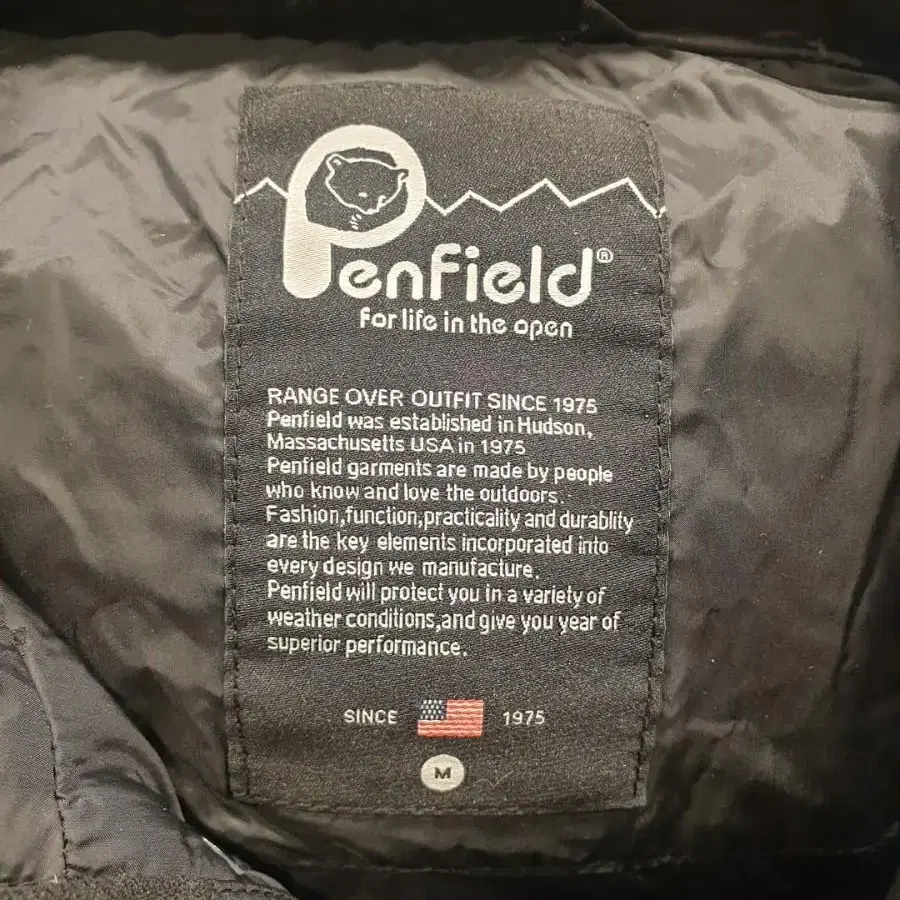 Penfield®
For life in the open
RANGE OVER OUTFIT SINCE 1975
Penfield was established in Hudson,
Massachusetts USA in 1975
Penfield garments are made by people
who know and love the outdoors.
Fashion,function,practicality and durablity
are the key elements incorporated into
every design we manufacture.
Penfield will protect you in a variety of
weather conditions,and give you year of
superior performance.
SINCE 1975
M